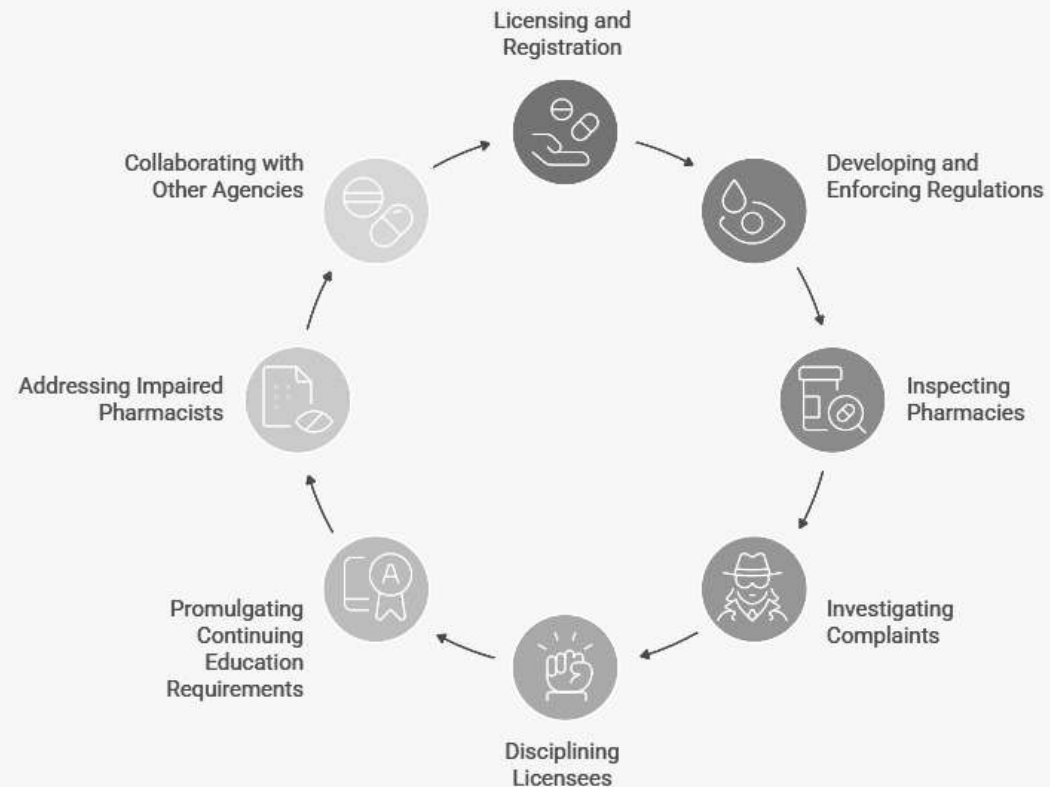 Licensing and
Registration
Developing and
Enforcing Regulations
Inspecting
Pharmacies
Investigating
Complaints
Disciplining
Licensees
Promulgating
Continuing
Education
Requirements
Addressing Impaired
Pharmacists
Collaborating with
Other Agencies
A